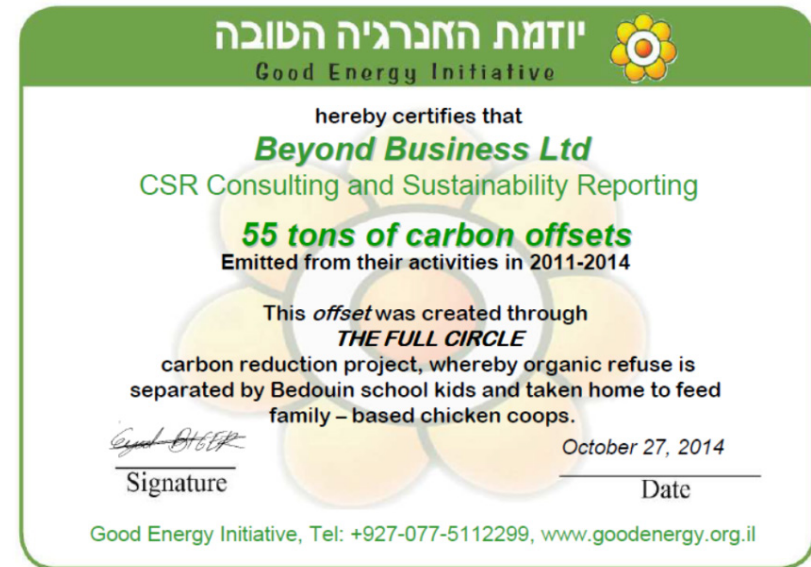 יוזמת האנרגיה הטובה
Good Energy Initiative
hereby certifies that
Beyond Business Ltd
CSR Consulting and Sustainability Reporting
55 tons of carbon offsets
Emitted from their activities in 2011-2014
This offset was created through
THE FULL CIRCLE
carbon reduction project, whereby organic refuse is
separated by Bedouin school kids and taken home to feed
family – based chicken coops.
October 27, 2014
Signature
Date
Good Energy Initiative, Tel: +927-077-5112299, www.goodenergy.org.il